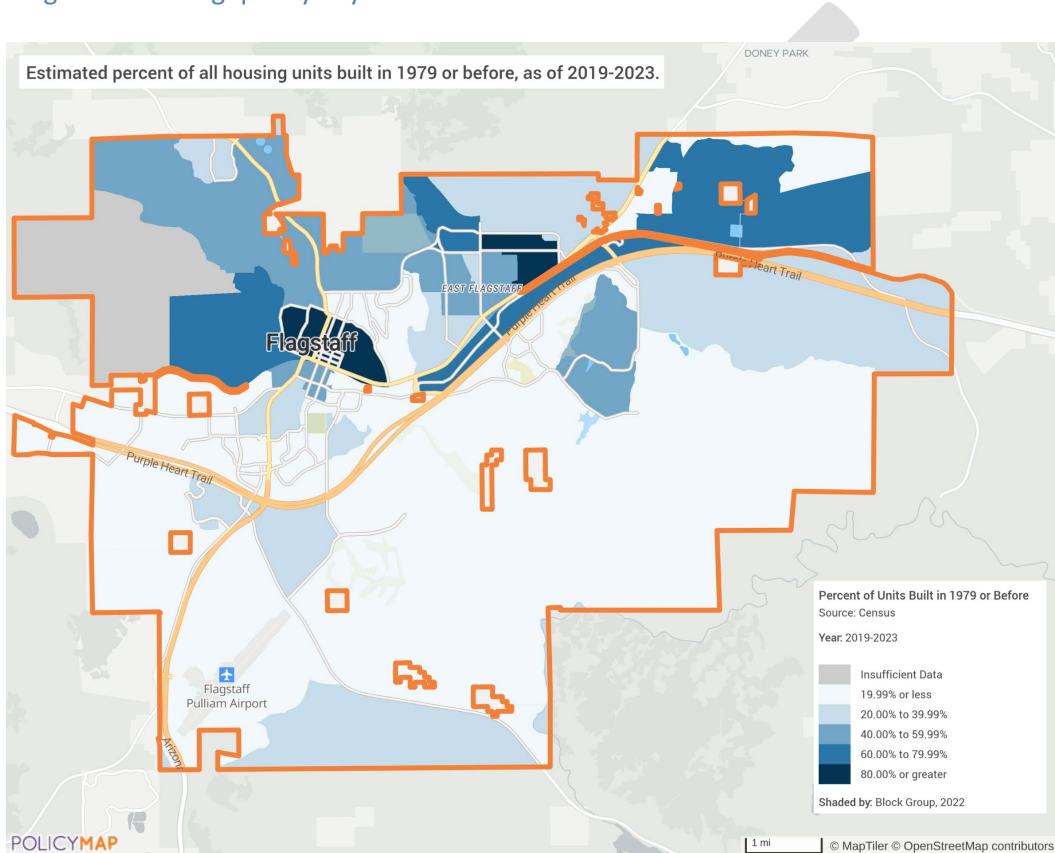 DONEY PARK
Estimated percent of all housing units built in 1979 or before, as of 2019-2023.
EAST FLAGSTAFF
Purple Heart Trail
Heart Trail
Flagstaff
Purple Heart Trail
Flagstaff
Pulliam Airport
Arizona
Percent of Units Built in 1979 or Before
Source: Census
Year: 2019-2023
Insufficient Data
19.99% or less
20.00% to 39.99%
40.00% to 59.99%
60.00% to 79.99%
80.00% or greater
Shaded by: Block Group, 2022
POLICYMAP
1 mi
© MapTiler © OpenStreetMap contributors